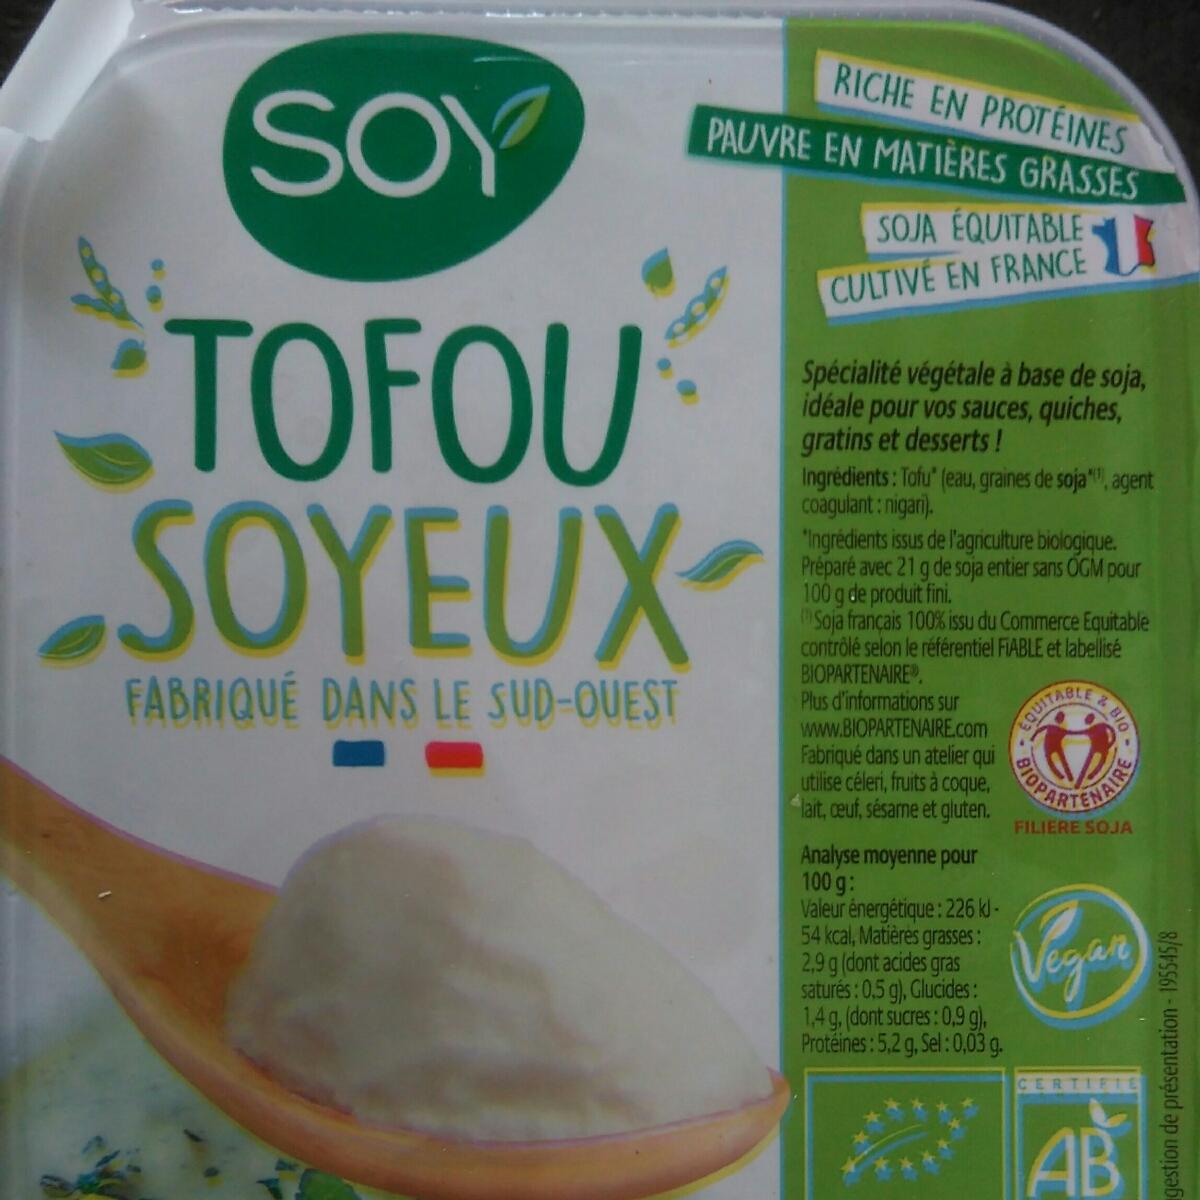 SOY
TOFOU
SOYEUX
FABRIQUÉ DANS LE SUD-OUEST
RICHE EN PROTÉINES
PAUVRE EN MATIÈRES GRASSES
SOJA ÉQUITABLE
CULTIVÉ EN FRANCE
Spécialité végétale à base de soja,
idéale pour vos sauces, quiches,
gratins et desserts !
Ingrédients : Tofu* (eau, graines de soja*(1), agent
coagulant : nigari).
*Ingrédients issus de l'agriculture biologique.
Préparé avec 21 g de soja entier sans OGM pour
100 g de produit fini.
(1)Soja français 100% issu du Commerce Equitable
contrôlé selon le référentiel FiABLE et labellisé
BIOPARTENAIRE®.
Plus d'informations sur
www.BIOPARTENAIRE.com
Fabriqué dans un atelier qui
utilise céleri, fruits à coque,
lait, œuf, sésame et gluten.
ÉQUITABLE & BIO
BIOPARTENAIRE
FILIERE SOJA
Analyse moyenne pour
100 g :
Valeur énergétique : 226 kJ -
54 kcal, Matières grasses :
2,9 g (dont acides gras
saturés : 0,5 g), Glucides :
1,4 g, (dont sucres : 0,9 g),
Protéines : 5,2 g, Sel : 0,03 g.
Vegan
CERTIFIÉ
AB
gestion de présentation - 195545/8